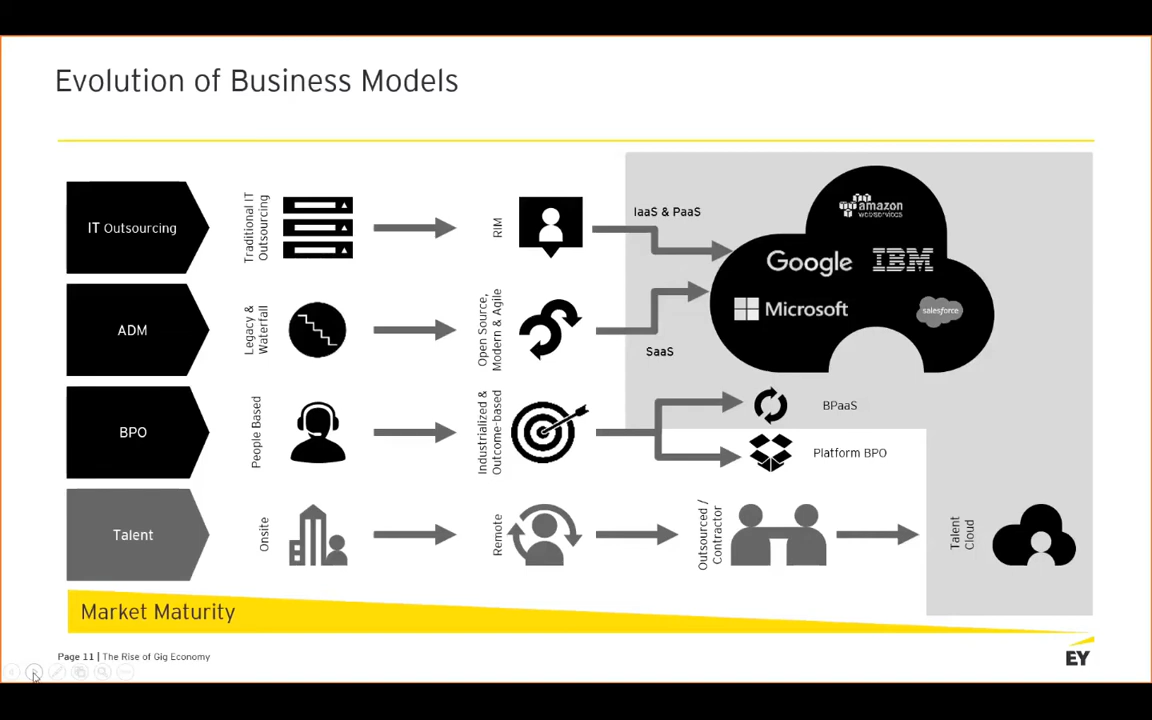 Evolution of Business Models
IT Outsourcing
Traditional IT
Outsourcing
RIM
IaaS & PaaS
amazon
webservices
Google
IBM
Microsoft
salesforce
ADM
Legacy &
Waterfall
Open Source,
Modern & Agile
SaaS
BPO
People Based
Industrialized &
Outcome-based
BPaaS
Platform BPO
Talent
Onsite
Remote
Outsourced /
Contractor
Talent
Cloud
Market Maturity
Page 11 | The Rise of Gig Economy
EY